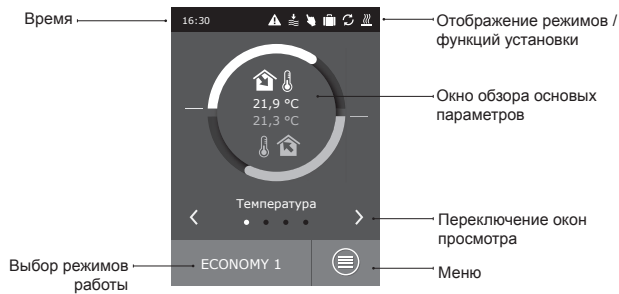 Время
16:30
Отображение режимов /
функций установки
21,9 °C
21,3 °C
Окно обзора основых
параметров
Температура
Переключение окон
просмотра
Выбор режимов
работы
ECONOMY 1
Меню